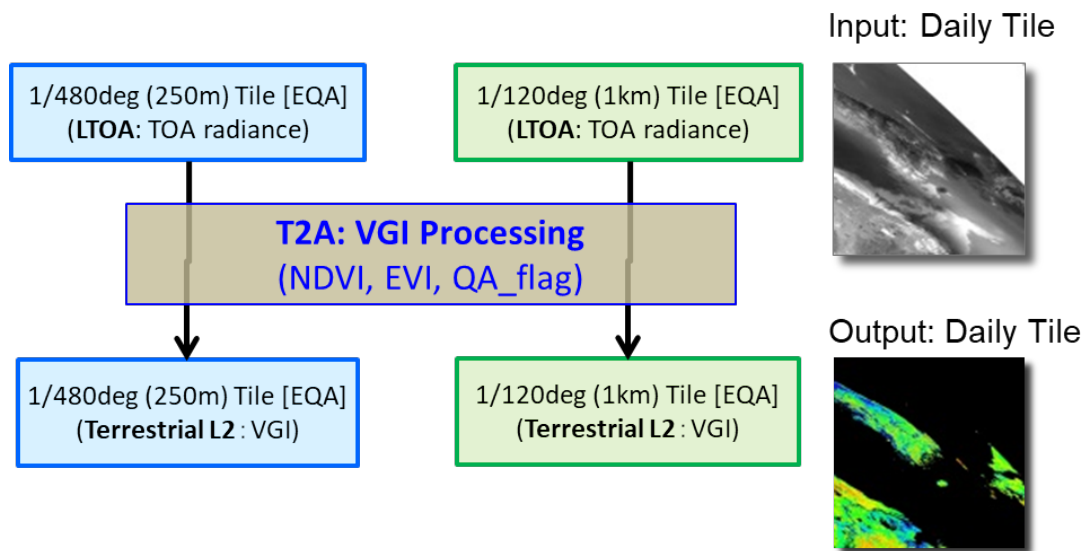 Input: Daily Tile
1/480deg (250m) Tile [EQA]
(LTOA: TOA radiance)
1/120deg (1km) Tile [EQA]
(LTOA: TOA radiance)
T2A: VGI Processing
(NDVI, EVI, QA_flag)
Output: Daily Tile
1/480deg (250m) Tile [EQA]
(Terrestrial L2 : VGI)
1/120deg (1km) Tile [EQA]
(Terrestrial L2 : VGI)